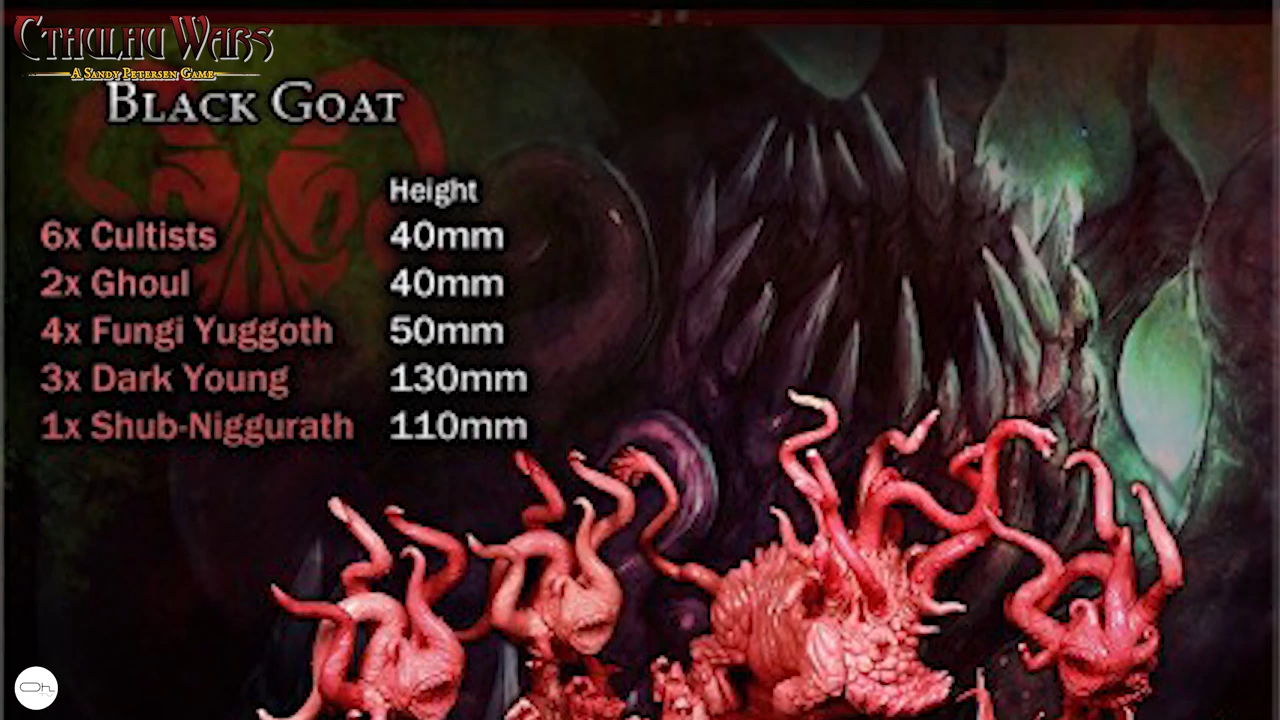 CTHULHU WARS
A SANDY PETERSEN GAME
BLACK GOAT
Height
6x Cultists 40mm
2x Ghoul 40mm
4x Fungi Yuggoth 50mm
3x Dark Young 130mm
1x Shub-Niggurath 110mm
Oh